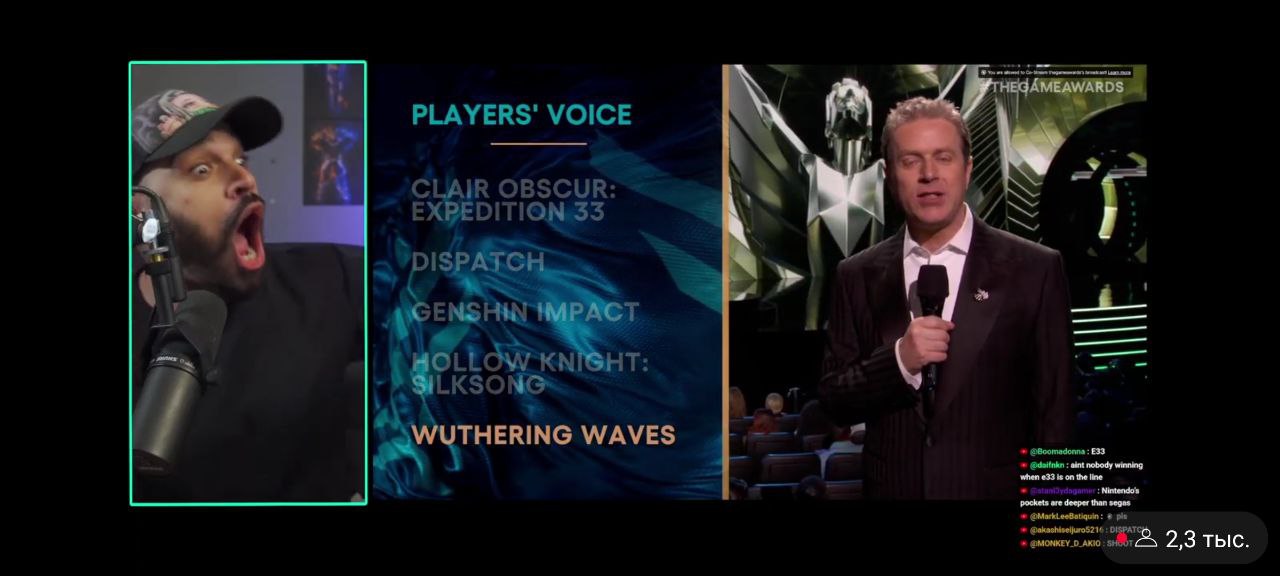 You are allowed to Co-Stream thegameawards's broadcast! Learn more
#THEGAMEAWARDS
PLAYERS' VOICE
CLAIR OBSCUR:
EXPEDITION 33
DISPATCH
GENSHIN IMPACT
HOLLOW KNIGHT:
SILKSONG
WUTHERING WAVES
@Boomadonna : E33
@daifnkn : aint nobody winning
when e33 is on the line
: Nintendo's
pockets are deeper than segas
@MarkLeeBatiquin : pls
@akashiseijuro5216 : DISPATCH
@MONKEY_D_AKIO : SHOOT
2,3 тыс.